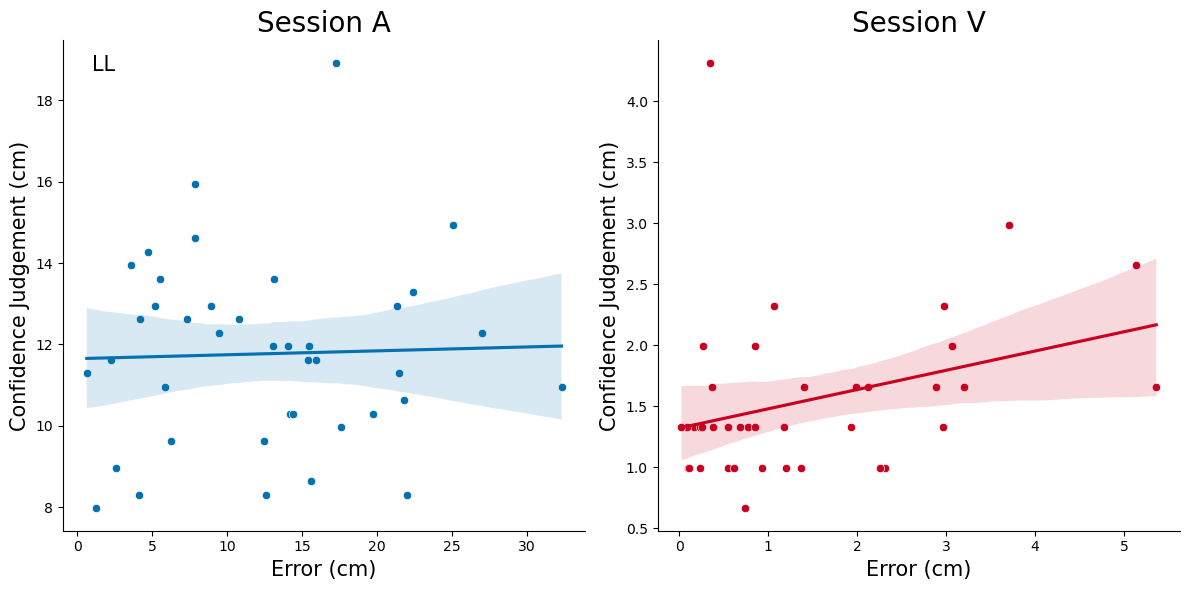 Session A
LL
Confidence Judgement (cm)
18
16
14
12
10
8
0 5 10 15 20 25 30
Error (cm)
Session V
Confidence Judgement (cm)
4.0
3.5
3.0
2.5
2.0
1.5
1.0
0.5
0 1 2 3 4 5
Error (cm)